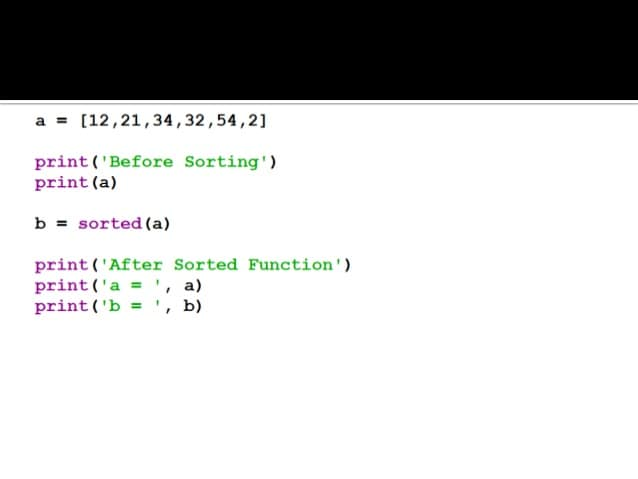 a = [12,21,34,32,54,2]
print('Before Sorting')
print(a)
b = sorted(a)
print('After Sorted Function')
print('a = ', a)
print('b = ', b)